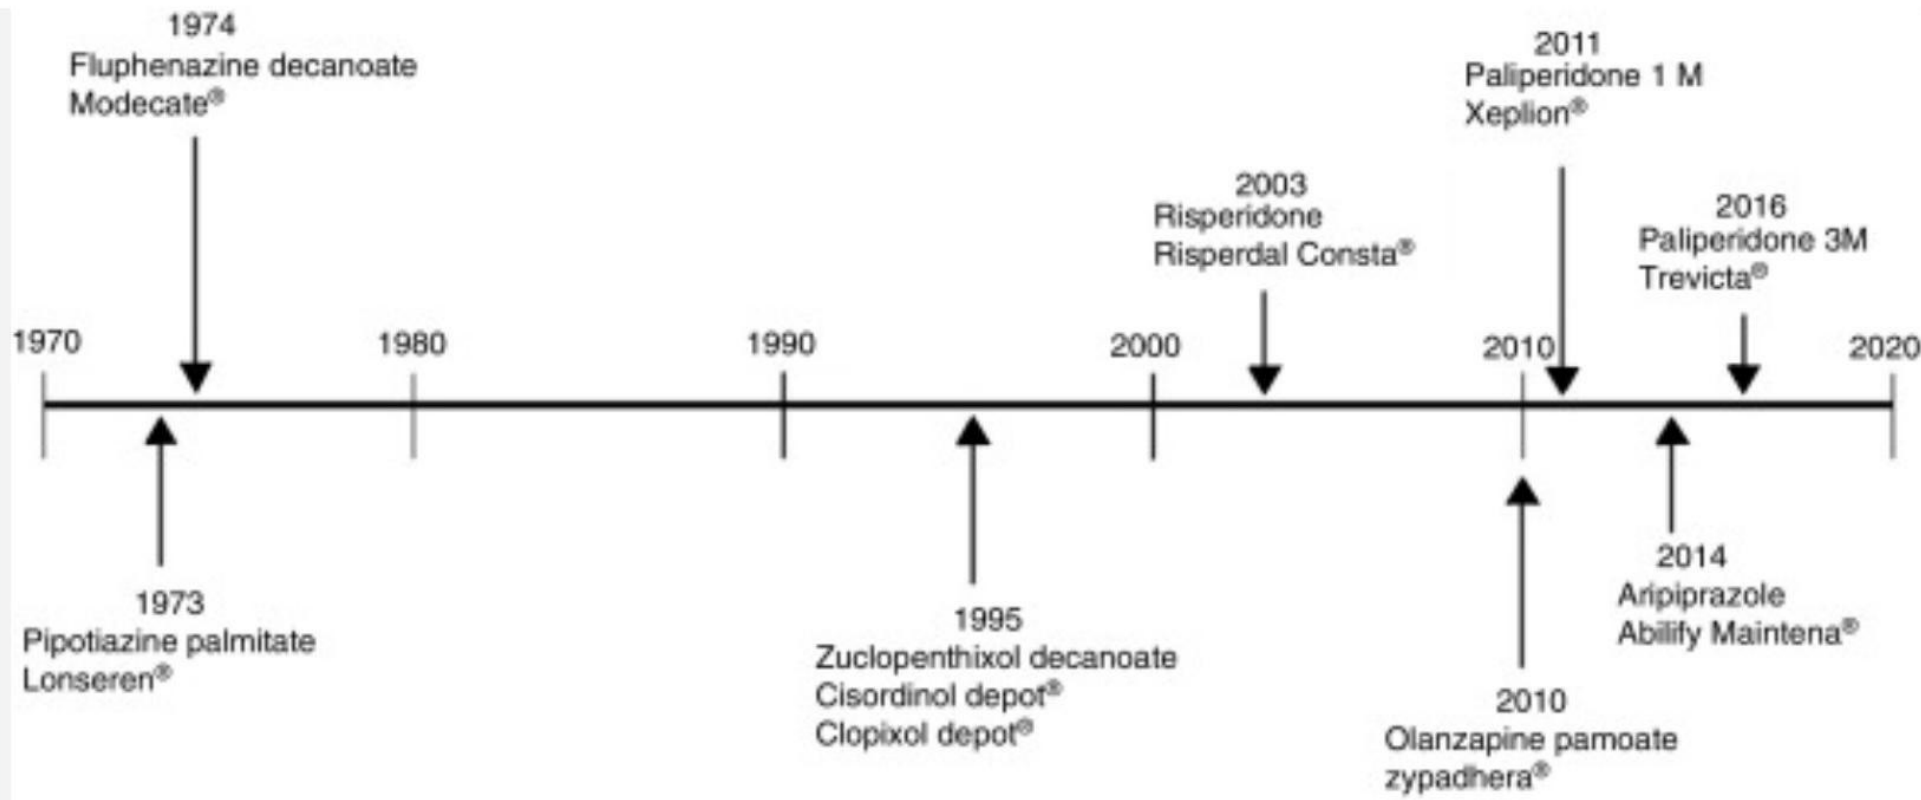 1974
Fluphenazine decanoate
Modecate®
2011
Paliperidone 1 M
Xeplion®
2003
Risperidone
Risperdal Consta®
2016
Paliperidone 3M
Trevicta®
1970
1980
1990
2000
2010
2020
1973
Pipotiazine palmitate
Lonseren®
1995
Zuclopenthixol decanoate
Cisordinol depot®
Clopixol depot®
2010
Olanzapine pamoate
zypadhera®
2014
Aripiprazole
Abilify Maintena®